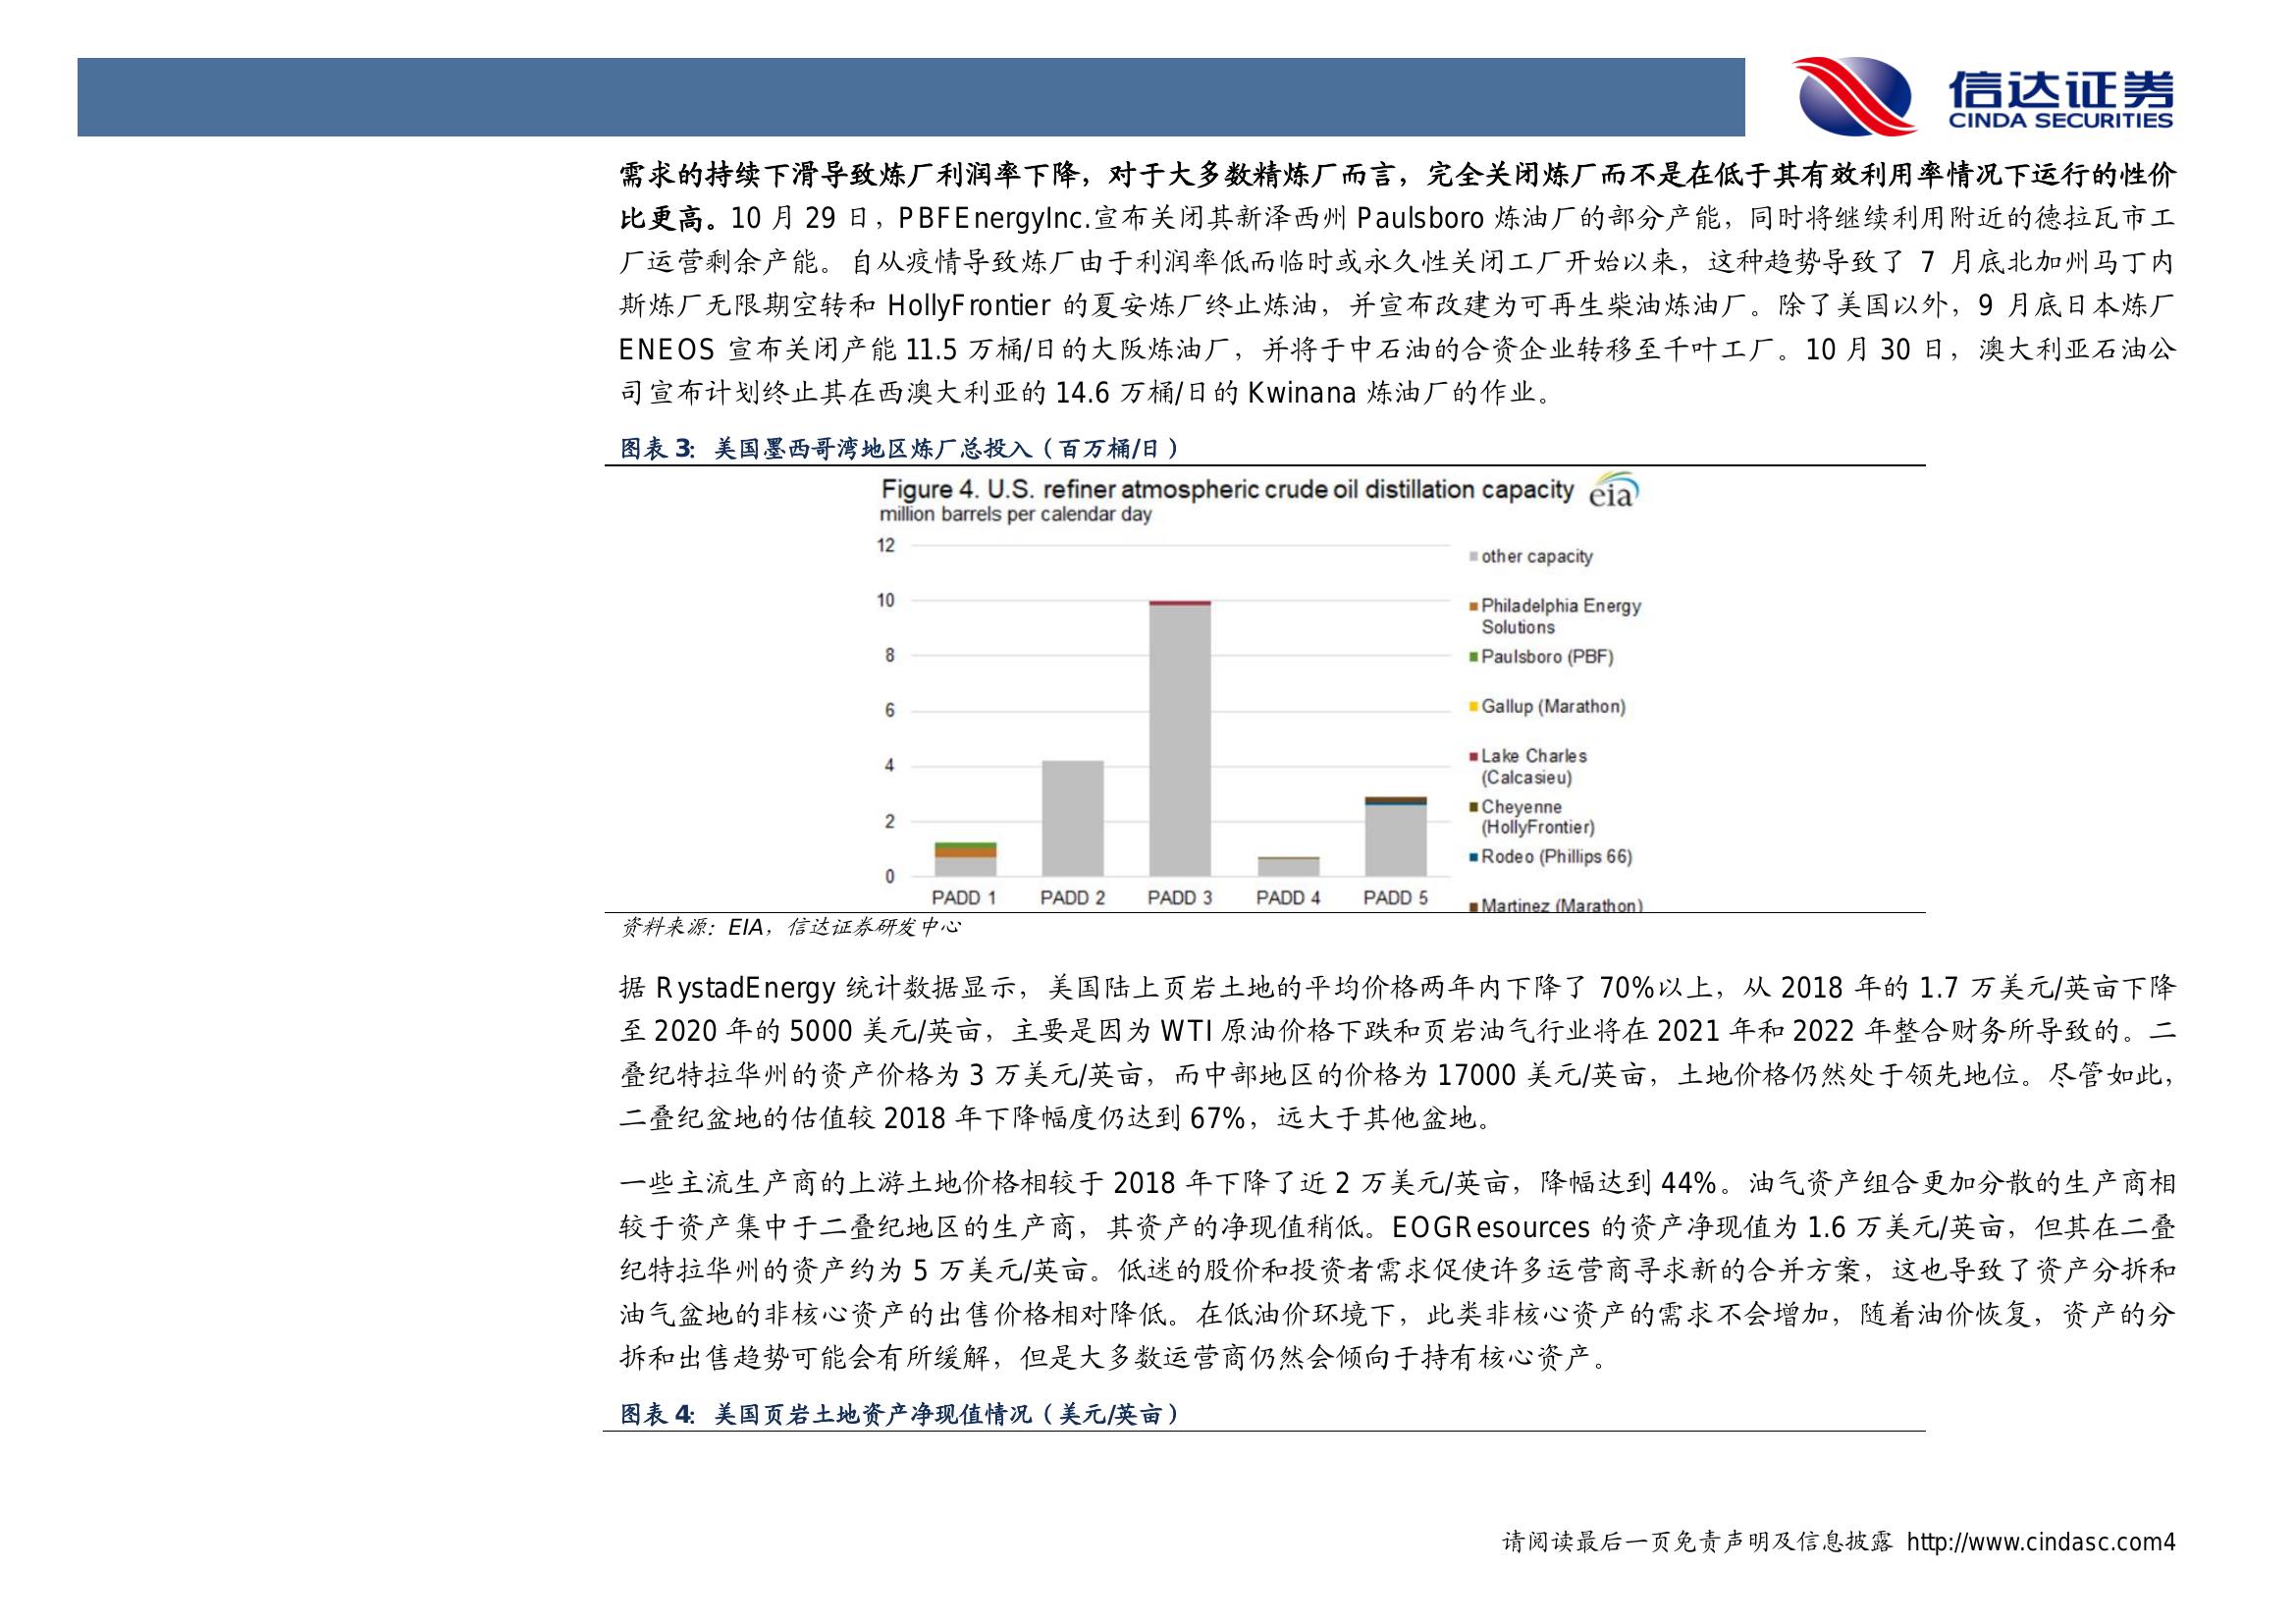 信达证券
CINDA SECURITIES
需求的持续下滑导致炼厂利润率下降，对于大多数精炼厂而言，完全关闭炼厂而不是在低于其有效利用率情况下运行的性价
比更高。10 月 29 日，PBFEnergyInc.宣布关闭其新泽西州 Paulsboro 炼油厂的部分产能，同时将继续利用附近的德拉瓦市工
厂运营剩余产能。自从疫情导致炼厂由于利润率低而临时或永久性关闭工厂开始以来，这种趋势导致了 7 月底北加州马丁内
斯炼厂无限期空转和 HollyFrontier 的夏安炼厂终止炼油，并宣布改建为可再生柴油炼油厂。除了美国以外，9 月底日本炼厂
ENEOS 宣布关闭产能 11.5 万桶/日的大阪炼油厂，并将于中石油的合资企业转移至千叶工厂。10 月 30 日，澳大利亚石油公
司宣布计划终止其在西澳大利亚的 14.6 万桶/日的 Kwinana 炼油厂的作业。
图表 3：美国墨西哥湾地区炼厂总投入（百万桶/日）
Figure 4. U.S. refiner atmospheric crude oil distillation capacity
eia
million barrels per calendar day
12
10
8
6
4
2
0
PADD 1
PADD 2
PADD 3
PADD 4
PADD 5
other capacity
Philadelphia Energy
Solutions
Paulsboro (PBF)
Gallup (Marathon)
Lake Charles
(Calcasieu)
Cheyenne
(HollyFrontier)
Rodeo (Phillips 66)
Martinez (Marathon)
资料来源：EIA，信达证券研发中心
据 RystadEnergy 统计数据显示，美国陆上页岩土地的平均价格两年内下降了 70%以上，从 2018 年的 1.7 万美元/英亩下降
至 2020 年的 5000 美元/英亩，主要是因为 WTI 原油价格下跌和页岩油气行业将在 2021 年和 2022 年整合财务所导致的。二
叠纪特拉华州的资产价格为 3 万美元/英亩，而中部地区的价格为 17000 美元/英亩，土地价格仍然处于领先地位。尽管如此，
二叠纪盆地的估值较 2018 年下降幅度仍达到 67%，远大于其他盆地。
一些主流生产商的上游土地价格相较于 2018 年下降了近 2 万美元/英亩，降幅达到 44%。油气资产组合更加分散的生产商相
较于资产集中于二叠纪地区的生产商，其资产的净现值稍低。EOGResources 的资产净现值为 1.6 万美元/英亩，但其在二叠
纪特拉华州的资产约为 5 万美元/英亩。低迷的股价和投资者需求促使许多运营商寻求新的合并方案，这也导致了资产分拆和
油气盆地的非核心资产的出售价格相对降低。在低油价环境下，此类非核心资产的需求不会增加，随着油价恢复，资产的分
拆和出售趋势可能会有所缓解，但是大多数运营商仍然会倾向于持有核心资产。
图表 4：美国页岩土地资产净现值情况（美元/英亩）
请阅读最后一页免责声明及信息披露 http://www.cindasc.com4